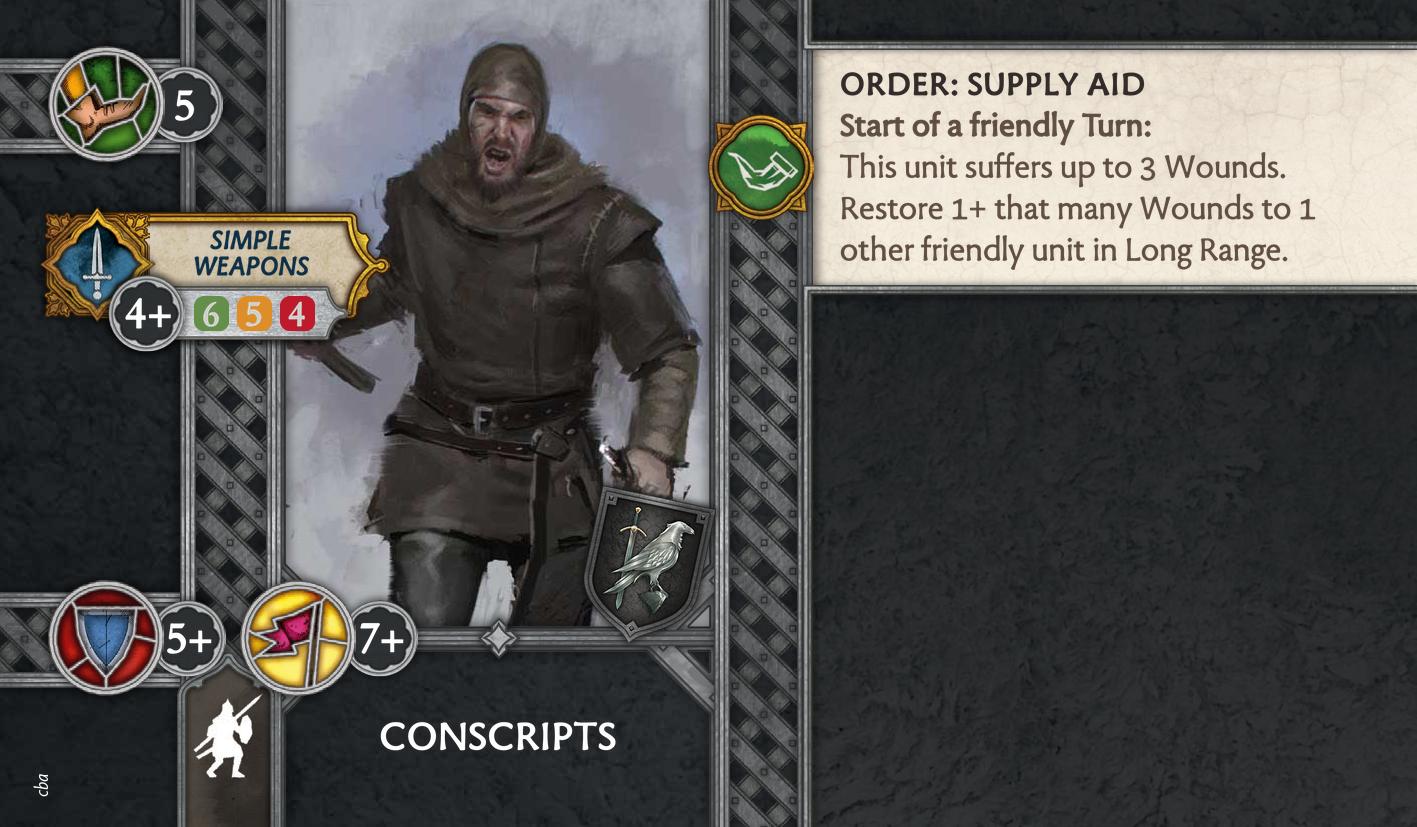 5
SIMPLE
WEAPONS
4+ 6 5 4
5+ 7+
CONSCRIPTS
cba
ORDER: SUPPLY AID
Start of a friendly Turn:
This unit suffers up to 3 Wounds.
Restore 1+ that many Wounds to 1
other friendly unit in Long Range.